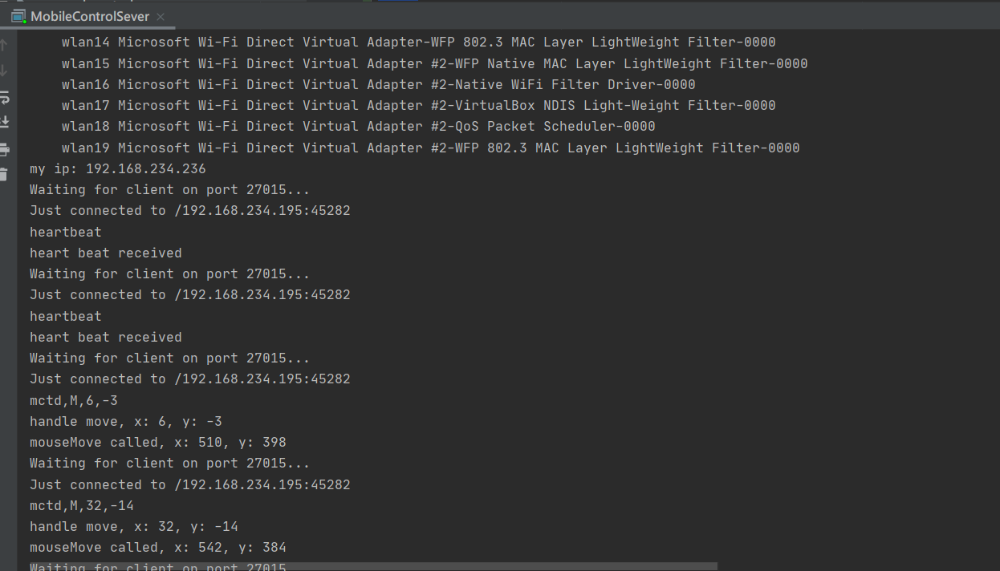 MobileControlSever
wlan14 Microsoft Wi-Fi Direct Virtual Adapter-WFP 802.3 MAC Layer LightWeight Filter-0000
wlan15 Microsoft Wi-Fi Direct Virtual Adapter #2-WFP Native MAC Layer LightWeight Filter-0000
wlan16 Microsoft Wi-Fi Direct Virtual Adapter #2-Native WiFi Filter Driver-0000
wlan17 Microsoft Wi-Fi Direct Virtual Adapter #2-VirtualBox NDIS Light-Weight Filter-0000
wlan18 Microsoft Wi-Fi Direct Virtual Adapter #2-QoS Packet Scheduler-0000
wlan19 Microsoft Wi-Fi Direct Virtual Adapter #2-WFP 802.3 MAC Layer LightWeight Filter-0000
my ip: 192.168.234.236
Waiting for client on port 27015...
Just connected to /192.168.234.195:45282
heartbeat
heart beat received
Waiting for client on port 27015...
Just connected to /192.168.234.195:45282
heartbeat
heart beat received
Waiting for client on port 27015...
Just connected to /192.168.234.195:45282
mctd,M,6,-3
handle move, x: 6, y: -3
mouseMove called, x: 510, y: 398
Waiting for client on port 27015...
Just connected to /192.168.234.195:45282
mctd,M,32,-14
handle move, x: 32, y: -14
mouseMove called, x: 542, y: 384
Waiting for client on port 27015